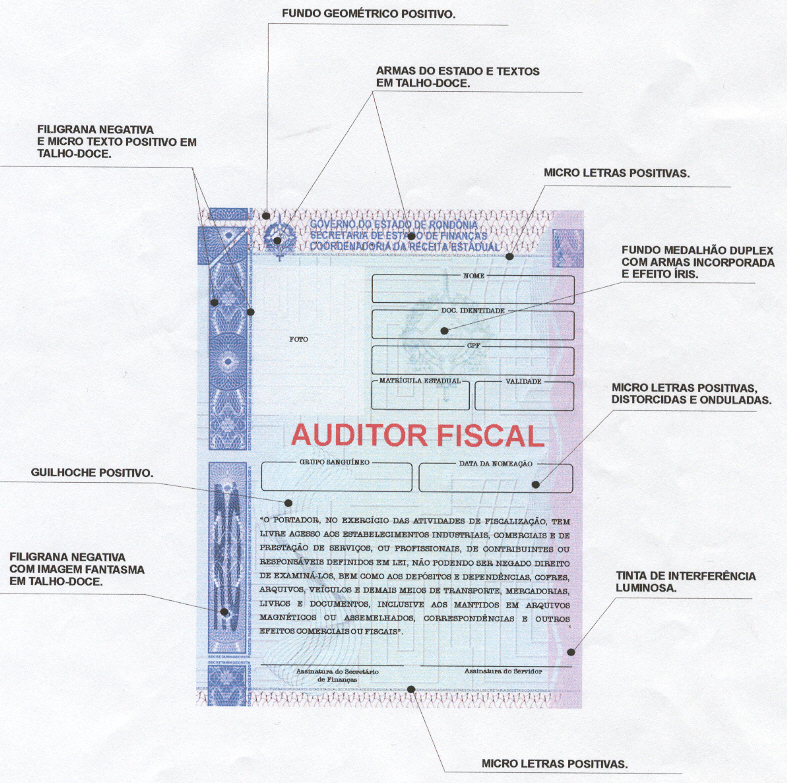 FUNDO GEOMÉTRICO POSITIVO.
ARMAS DO ESTADO E TEXTOS
EM TALHO-DOCE.
FILIGRANA NEGATIVA
E MICRO TEXTO POSITIVO EM
TALHO-DOCE.
MICRO LETRAS POSITIVAS.
GOVERNO DO ESTADO DE RONDÔNIA
SECRETARIA DE ESTADO DE FINANÇAS
COORDENADORIA DA RECEITA ESTADUAL
FUNDO MEDALHÃO DUPLEX
COM ARMAS INCORPORADA
E EFEITO ÍRIS.
NOME
DOC. IDENTIDADE
FOTO
CPF
MATRÍCULA ESTADUAL
VALIDADE
MICRO LETRAS POSITIVAS,
DISTORCIDAS E ONDULADAS.
AUDITOR FISCAL
GRUPO SANGUÍNEO
DATA DA NOMEAÇÃO
GUILHOCHE POSITIVO.
"O PORTADOR, NO EXERCÍCIO DAS ATIVIDADES DE FISCALIZAÇÃO, TEM
LIVRE ACESSO AOS ESTABELECIMENTOS INDUSTRIAIS, COMERCIAIS E DE
PRESTAÇÃO DE SERVIÇOS, OU PROFISSIONAIS, DE CONTRIBUINTES OU
RESPONSÁVEIS DEFINIDOS EM LEI, NÃO PODENDO SER NEGADO DIREITO
DE EXAMINÁ-LOS, BEM COMO AOS DEPÓSITOS E DEPENDÊNCIAS, COFRES,
ARQUIVOS, VEÍCULOS E DEMAIS MEIOS DE TRANSPORTE, MERCADORIAS,
LIVROS E DOCUMENTOS, INCLUSIVE AOS MANTIDOS EM ARQUIVOS
MAGNÉTICOS OU ASSEMELHADOS, CORRESPONDÊNCIAS E OUTROS
EFEITOS COMERCIAIS OU FISCAIS".
FILIGRANA NEGATIVA
COM IMAGEM FANTASMA
EM TALHO-DOCE.
TINTA DE INTERFERÊNCIA
LUMINOSA.
Assinatura do Secretário
de Finanças
Assinatura do Servidor
MICRO LETRAS POSITIVAS.